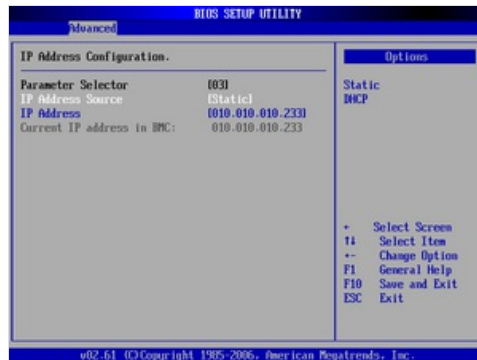 BIOS SETUP UTILITY
Advanced
IP Address Configuration.
Parameter Selector [03]
IP Address Source [Static]
IP Address [010.010.010.233]
Current IP address in BMC: 010.010.010.233
Options
Static
DHCP
← Select Screen
↑↓ Select Item
+- Change Option
F1 General Help
F10 Save and Exit
ESC Exit
v02.61 (C)Copyright 1985-2006, American Megatrends, Inc.